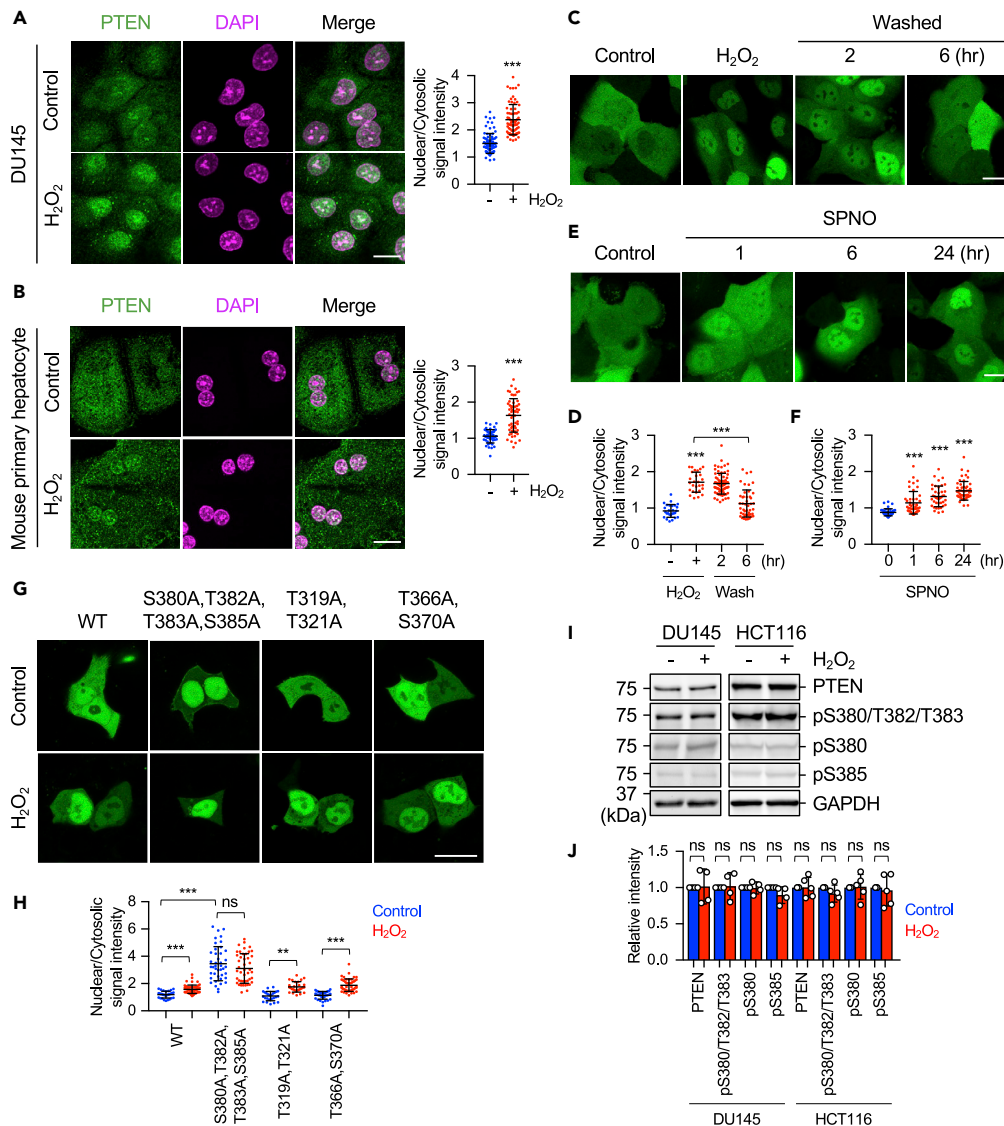 A
PTEN
DAPI
Merge
DU145
Control
H2O2
Nuclear/Cytosolic
signal intensity
5
4
3
2
1
0
***
- + H2O2
B
PTEN
DAPI
Merge
Mouse primary hepatocyte
Control
H2O2
Nuclear/Cytosolic
signal intensity
4
3
2
1
0
***
- + H2O2
C
Washed
Control H2O2 2 6 (hr)
E
SPNO
Control 1 6 24 (hr)
D
Nuclear/Cytosolic
signal intensity
3
2
1
0
***
***
- + 2 6 (hr)
H2O2 Wash
F
Nuclear/Cytosolic
signal intensity
3
2
1
0
*** *** ***
0 1 6 24 (hr)
SPNO
G
WT
S380A,T382A,
T383A,S385A
T319A,
T321A
T366A,
S370A
Control
H2O2
H
Nuclear/Cytosolic
signal intensity
8
6
4
2
0
***
***
ns
**
***
Control
H2O2
WT
S380A,T382A,
T383A,S385A
T319A,T321A
T366A,S370A
I
DU145 HCT116
- + - + H2O2
75 PTEN
75 pS380/T382/T383
75 pS380
75 pS385
37 GAPDH
(kDa)
J
Relative intensity
1.5
1.0
0.5
0.0
ns ns ns ns ns ns ns ns
Control
H2O2
PTEN
pS380/T382/T383
pS380
pS385
PTEN
pS380/T382/T383
pS380
pS385
DU145 HCT116